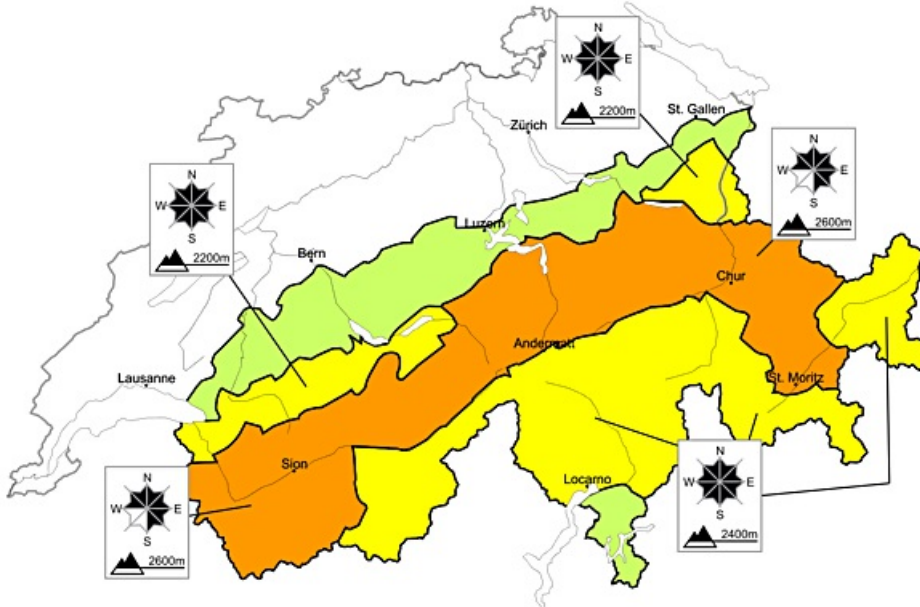 N
W E
S
2200m
St. Gallen
Zürich
N
W E
S
2600m
N
W E
S
2200m
Luzern
Bern
Chur
Andermatt
Lausanne
St. Moritz
Sion
Locarno
N
W E
S
2400m
N
W E
S
2600m